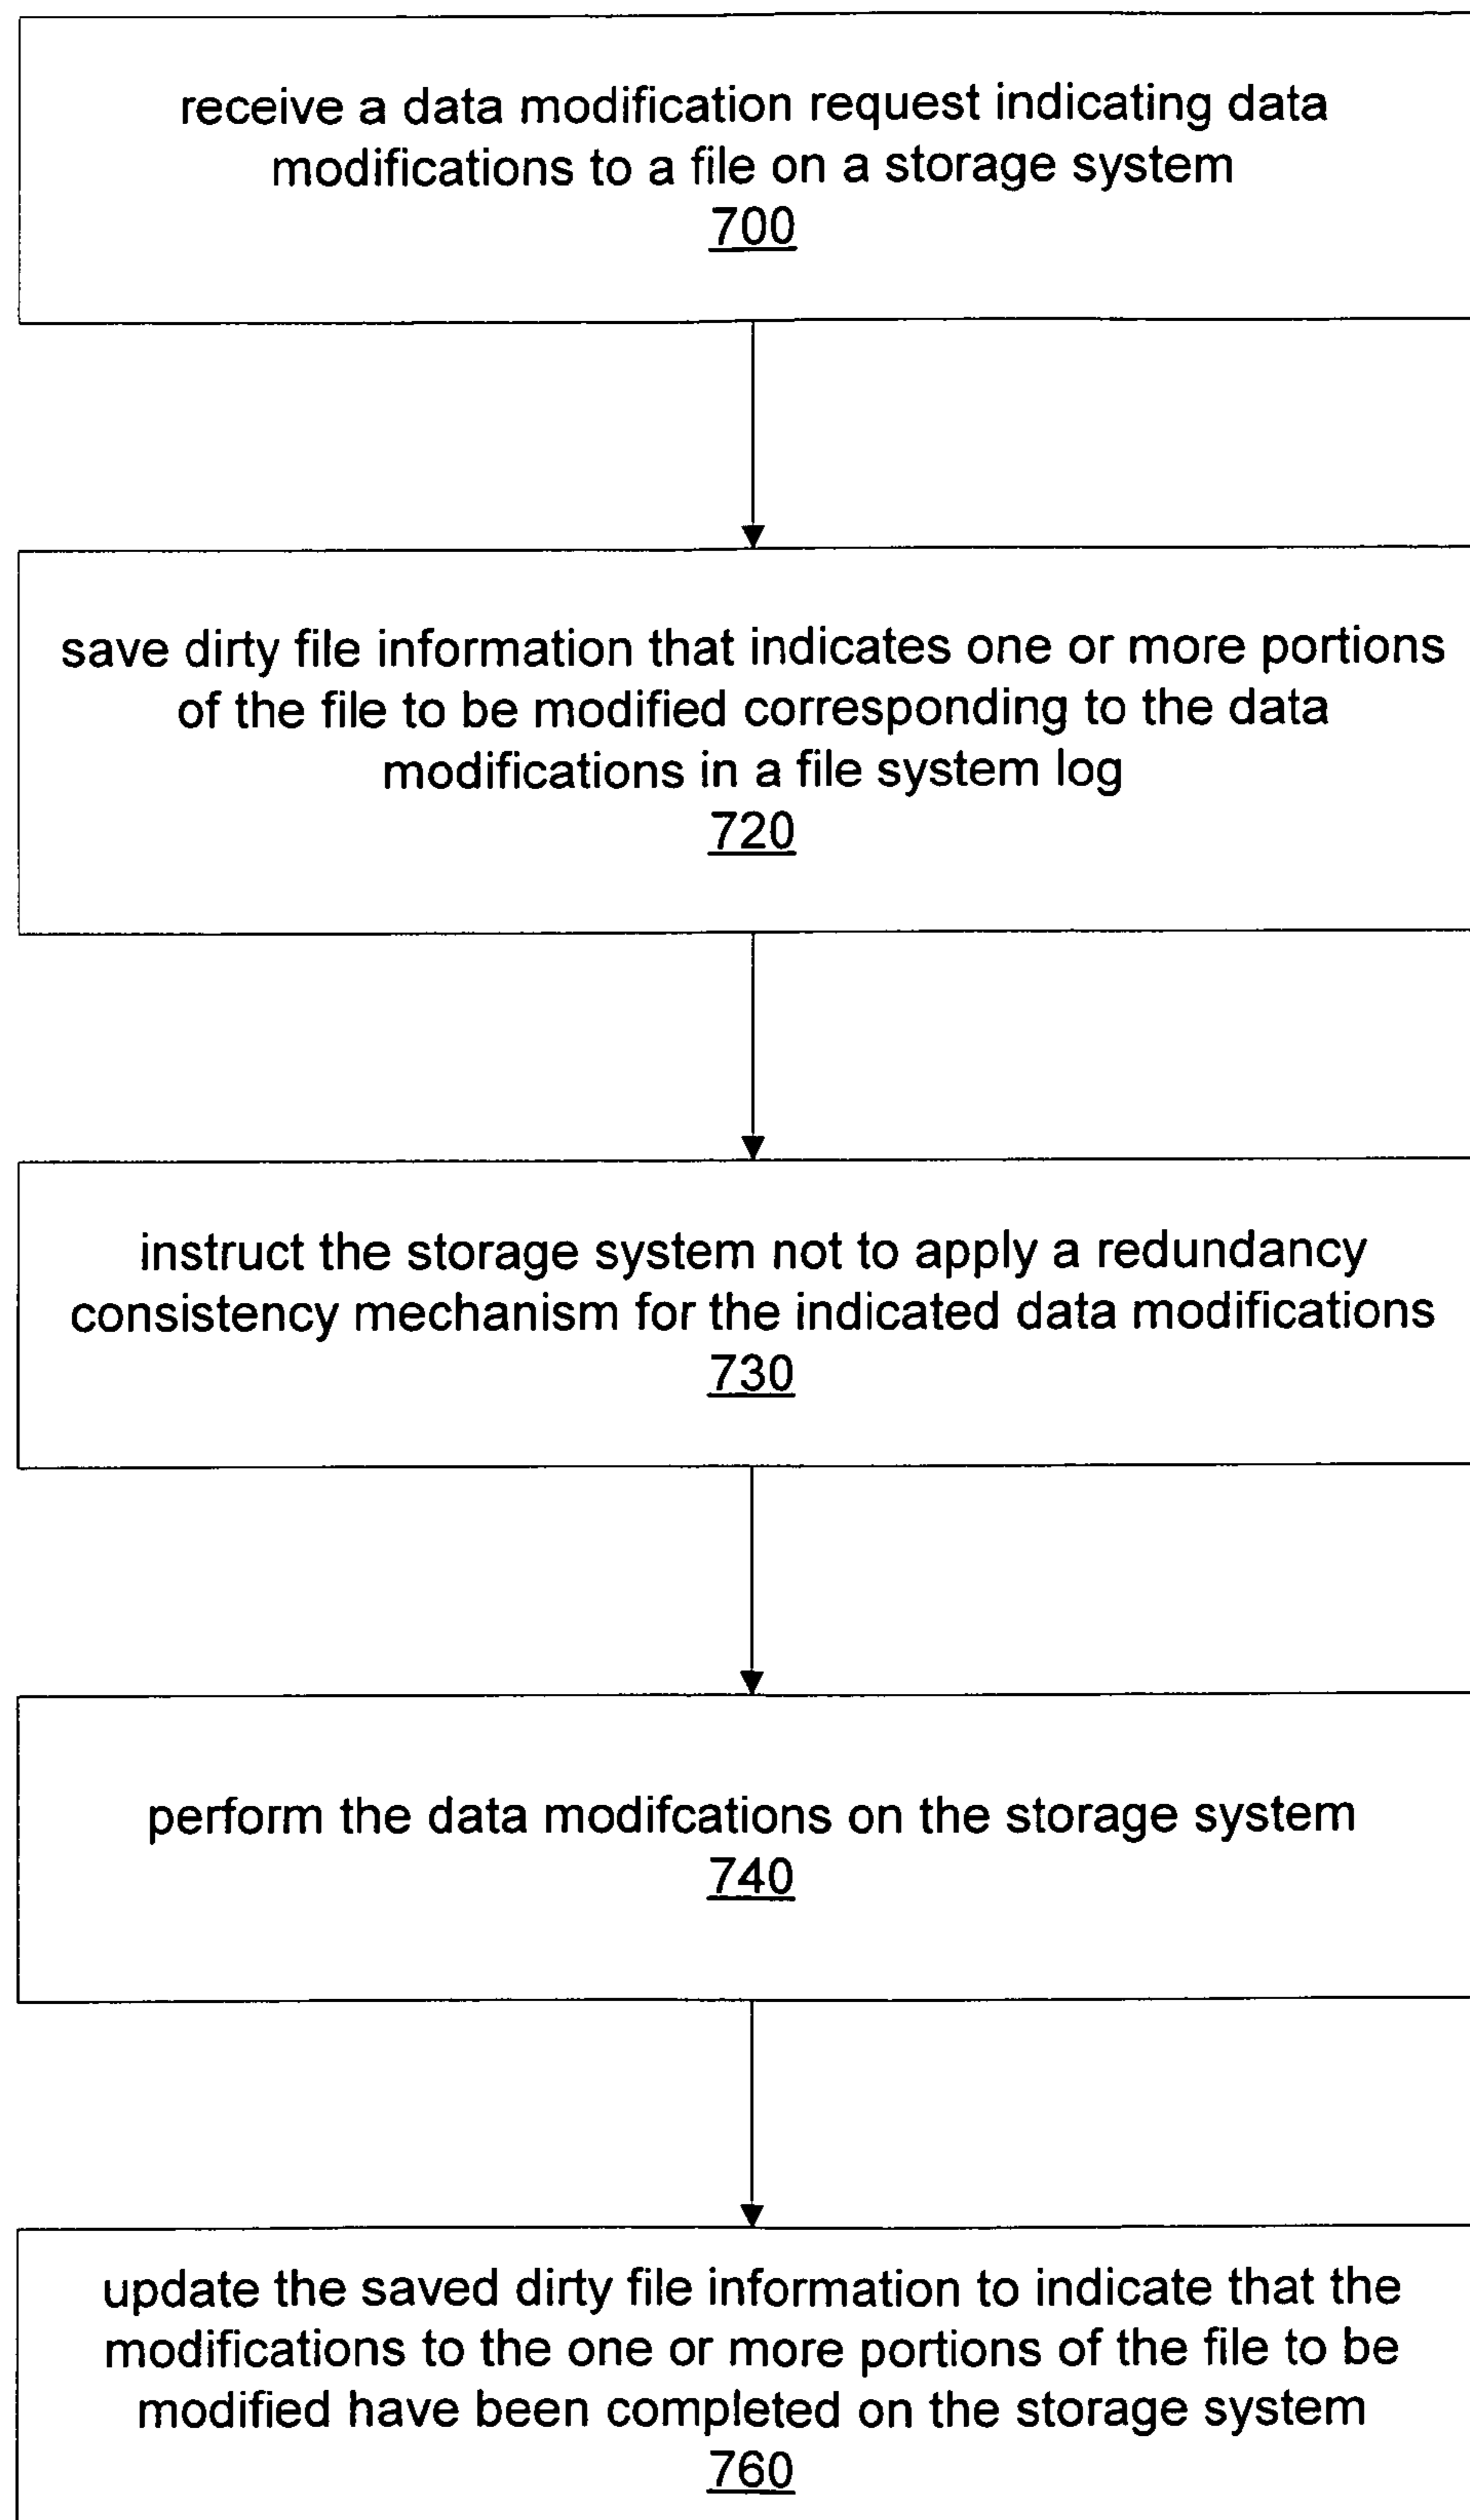 receive a data modification request indicating data
modifications to a file on a storage system
700
save dirty file information that indicates one or more portions
of the file to be modified corresponding to the data
modifications in a file system log
720
instruct the storage system not to apply a redundancy
consistency mechanism for the indicated data modifications
730
perform the data modifcations on the storage system
740
update the saved dirty file information to indicate that the
modifications to the one or more portions of the file to be
modified have been completed on the storage system
760